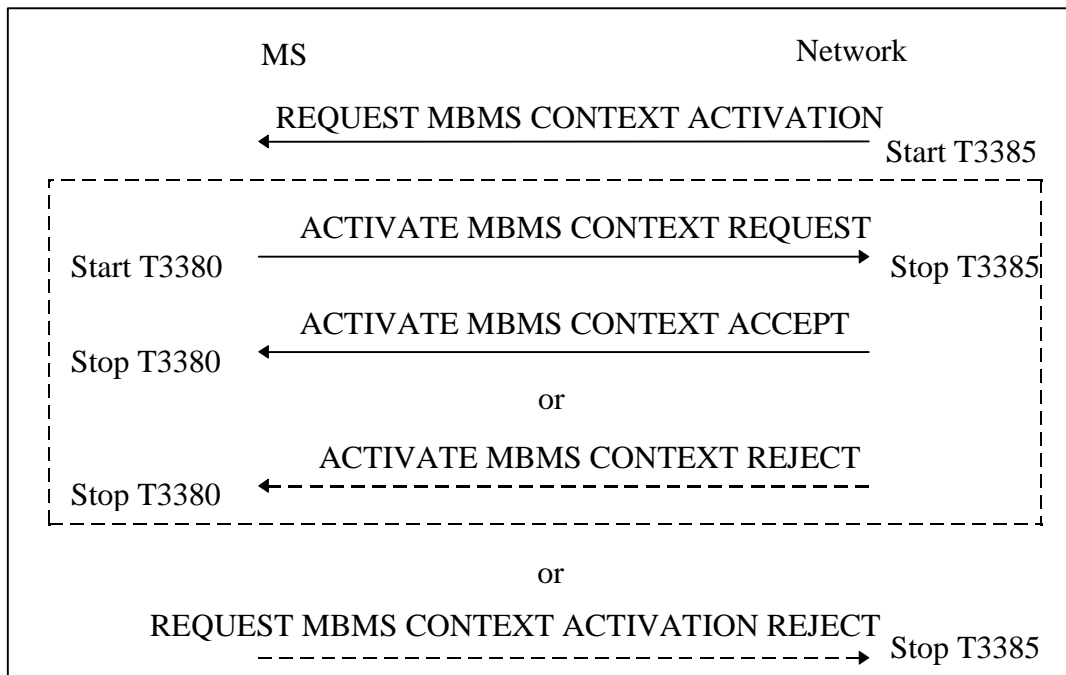 MS
Network
REQUEST MBMS CONTEXT ACTIVATION
Start T3385
ACTIVATE MBMS CONTEXT REQUEST
Start T3380
Stop T3385
ACTIVATE MBMS CONTEXT ACCEPT
Stop T3380
or
ACTIVATE MBMS CONTEXT REJECT
Stop T3380
or
REQUEST MBMS CONTEXT ACTIVATION REJECT
Stop T3385